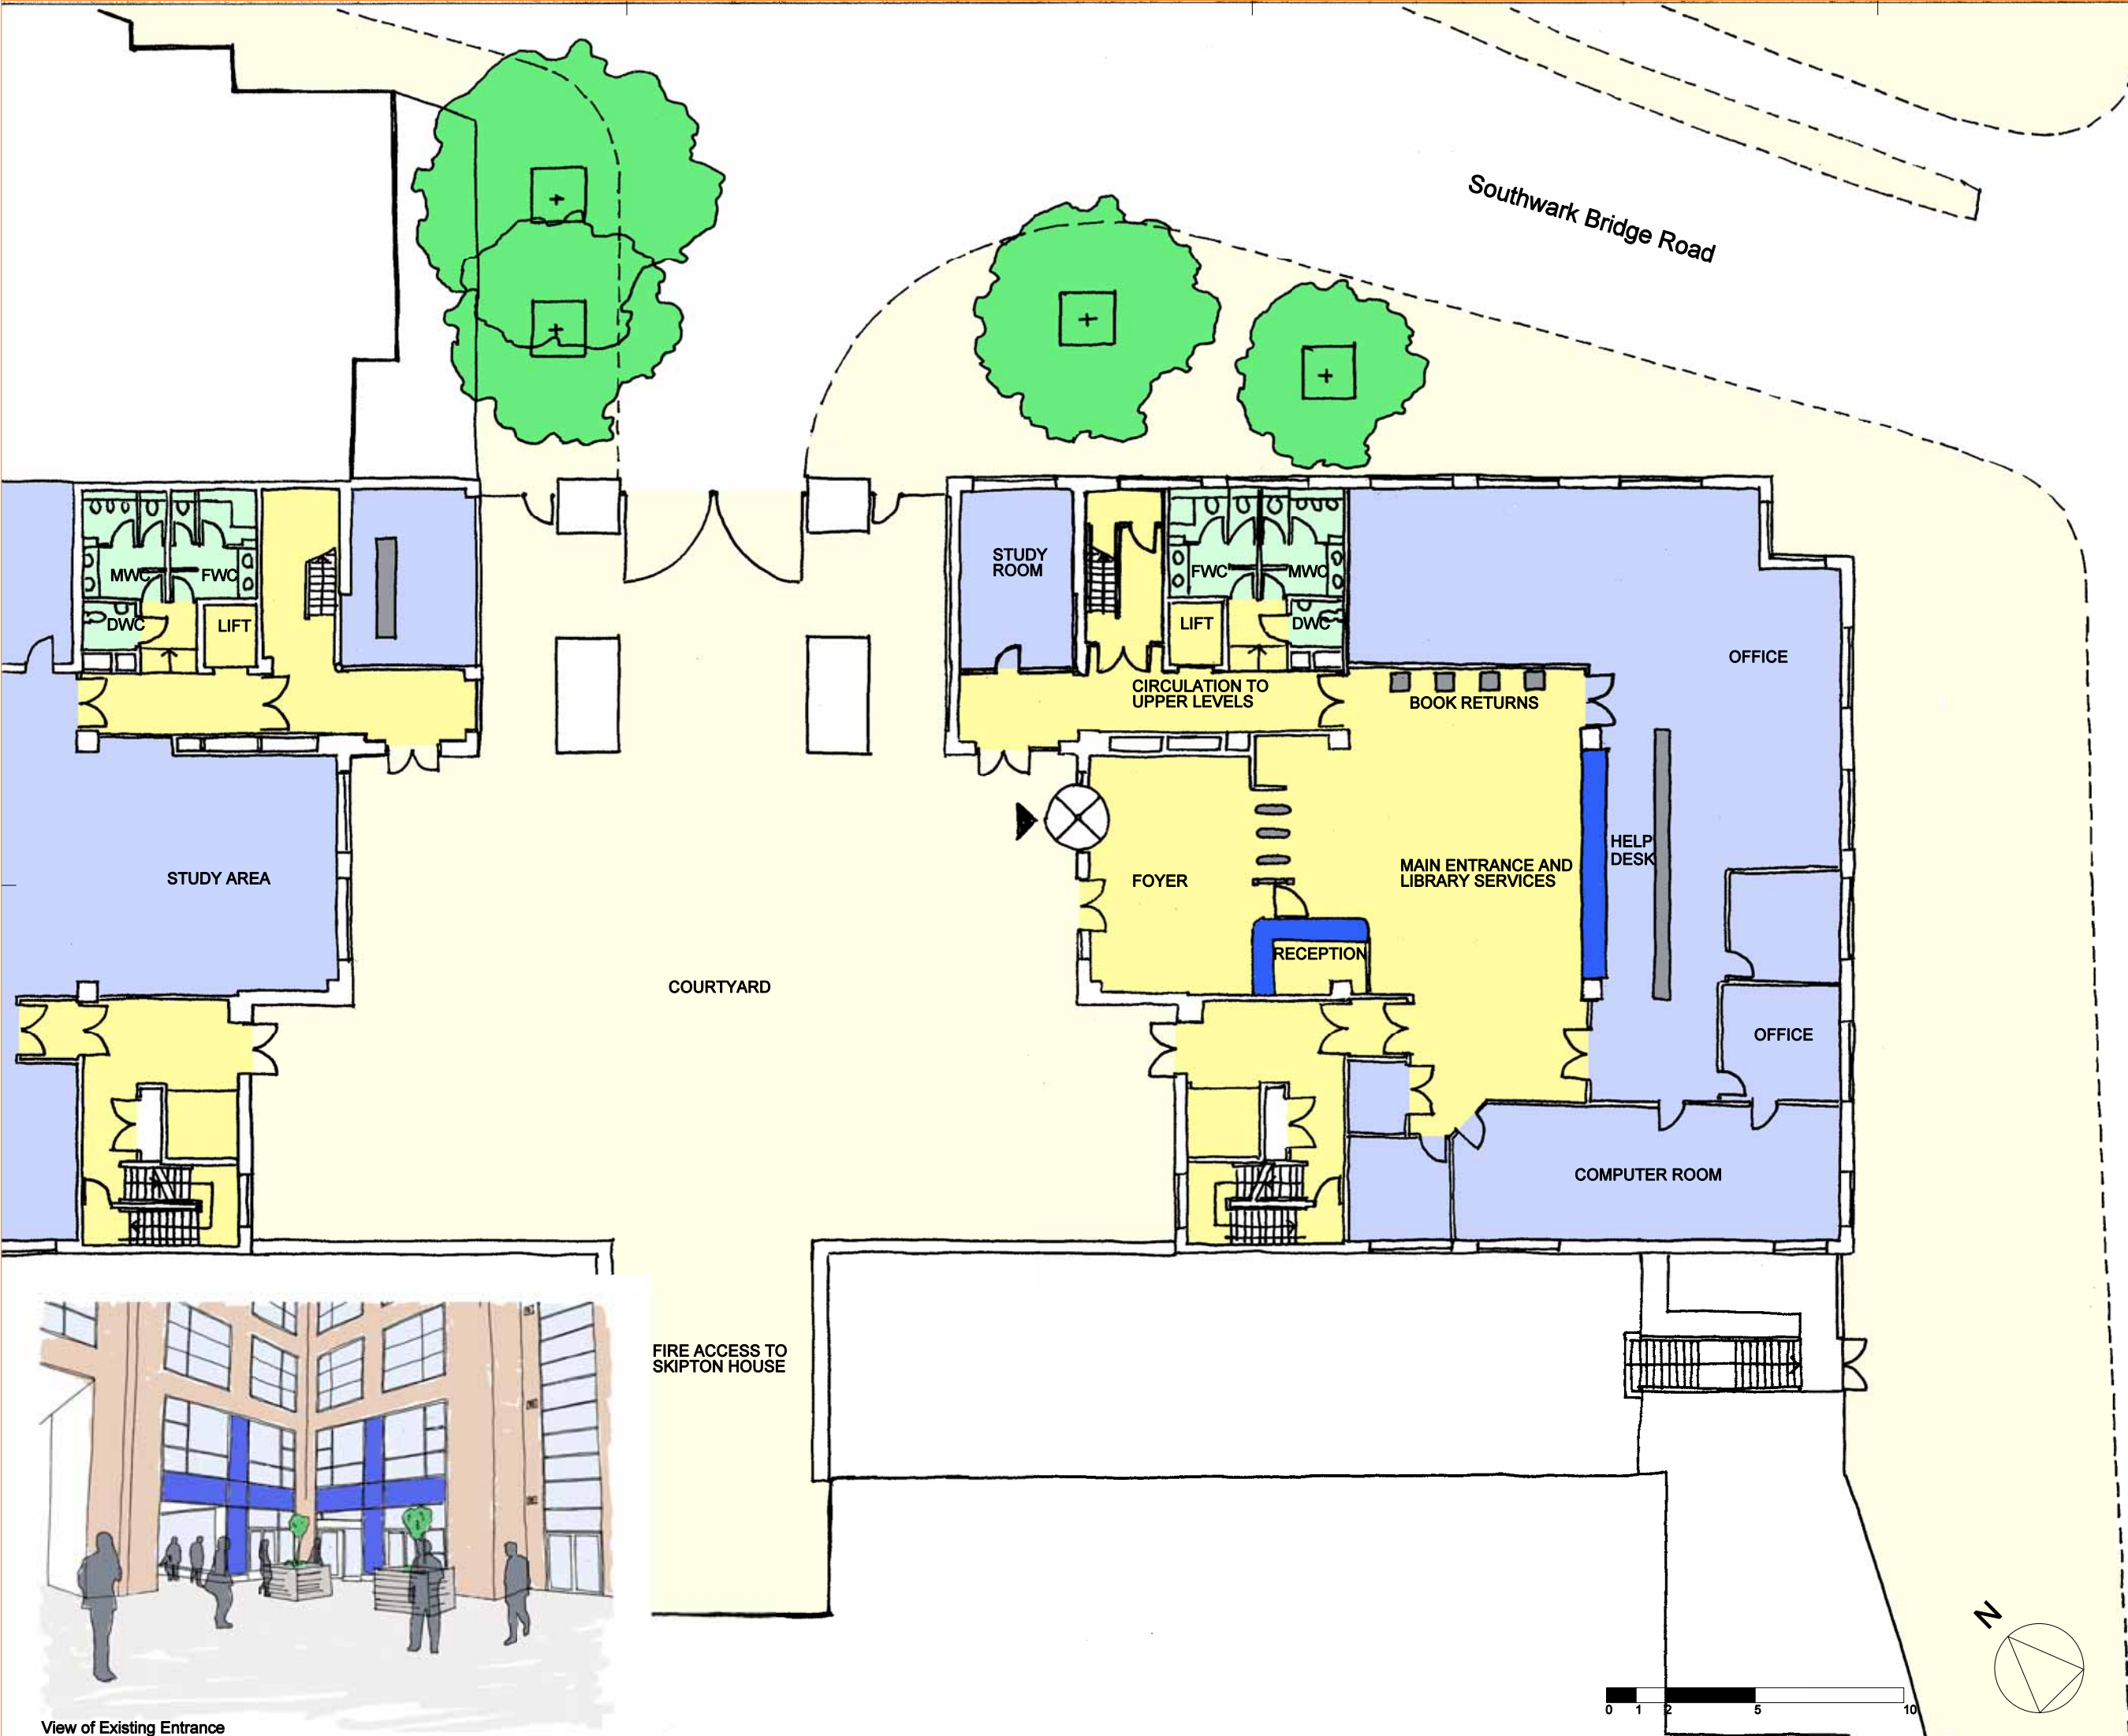 Southwark Bridge Road
STUDY
ROOM
MWC
FWC
FWC
MWC
DWC
LIFT
LIFT
DWC
OFFICE
CIRCULATION TO
UPPER LEVELS
BOOK RETURNS
HELP
DESK
MAIN ENTRANCE AND
LIBRARY SERVICES
STUDY AREA
FOYER
RECEPTION
COURTYARD
OFFICE
COMPUTER ROOM
FIRE ACCESS TO
SKIPTON HOUSE
N
0 1 2 5 10
View of Existing Entrance